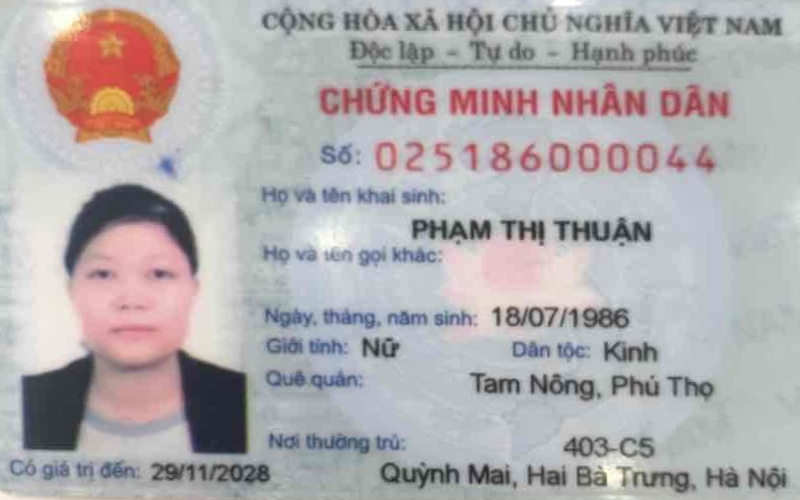 CỘNG HÒA XÃ HỘI CHỦ NGHĨA VIỆT NAM
Độc lập - Tự do - Hạnh phúc
CHỨNG MINH NHÂN DÂN
Số: 025186000044
Họ và tên khai sinh:
PHẠM THỊ THUẬN
Họ và tên gọi khác:
Ngày, tháng, năm sinh: 18/07/1986
Giới tính: Nữ Dân tộc: Kinh
Quê quán: Tam Nông, Phú Thọ
Nơi thường trú: 403-C5
Quỳnh Mai, Hai Bà Trưng, Hà Nội
Có giá trị đến: 29/11/2028